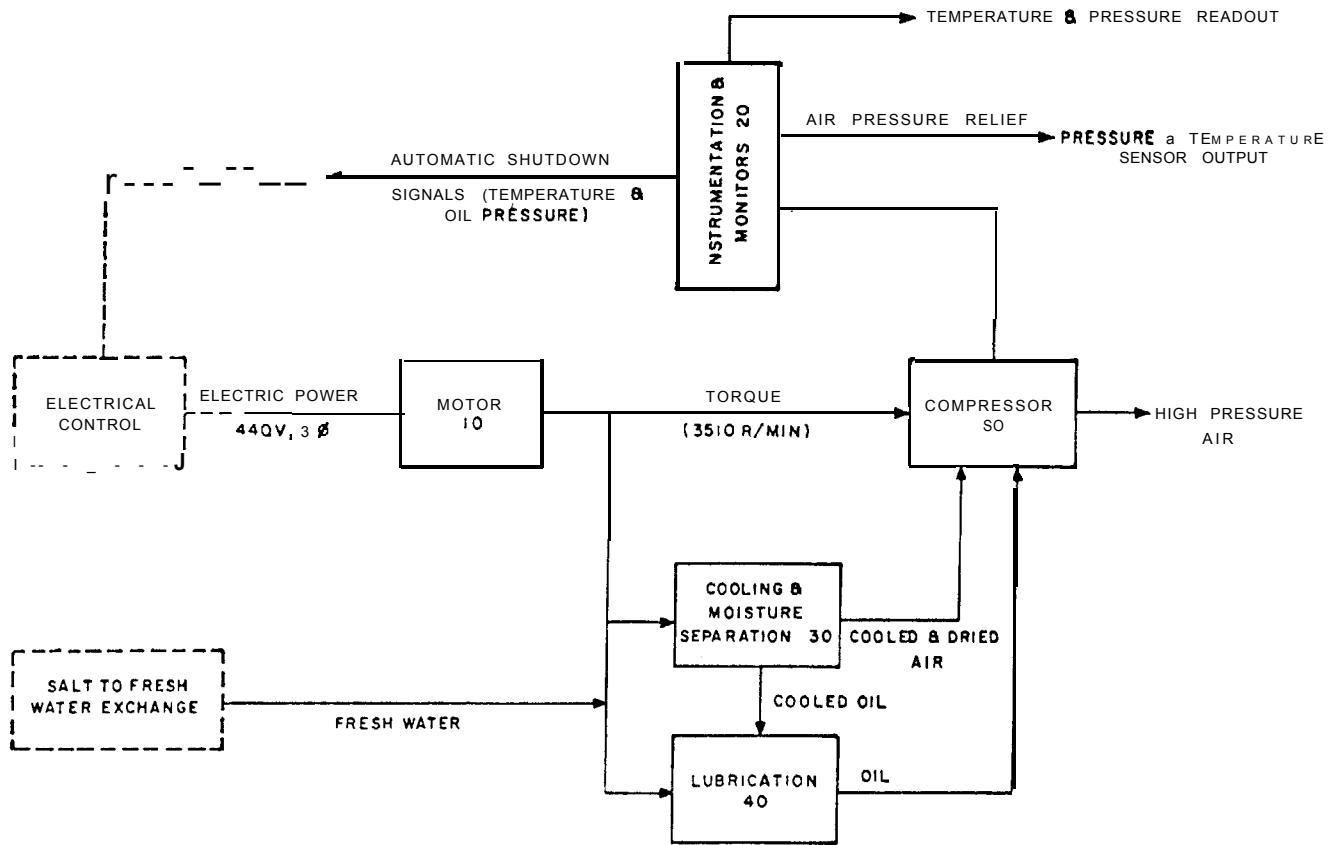 TEMPERATURE & PRESSURE READOUT
NSTRUMENTATION &
MONITORS 20
AIR PRESSURE RELIEF
PRESSURE a TEMPERATURE
SENSOR OUTPUT
AUTOMATIC SHUTDOWN
SIGNALS (TEMPERATURE &
OIL PRESSURE)
ELECTRICAL
CONTROL
ELECTRIC POWER
440V, 3 Ø
MOTOR
10
TORQUE
(3510 R/MIN)
COMPRESSOR
SO
HIGH PRESSURE
AIR
COOLING &
MOISTURE
SEPARATION 30
COOLED & DRIED
AIR
SALT TO FRESH
WATER EXCHANGE
FRESH WATER
COOLED OIL
LUBRICATION
40
OIL